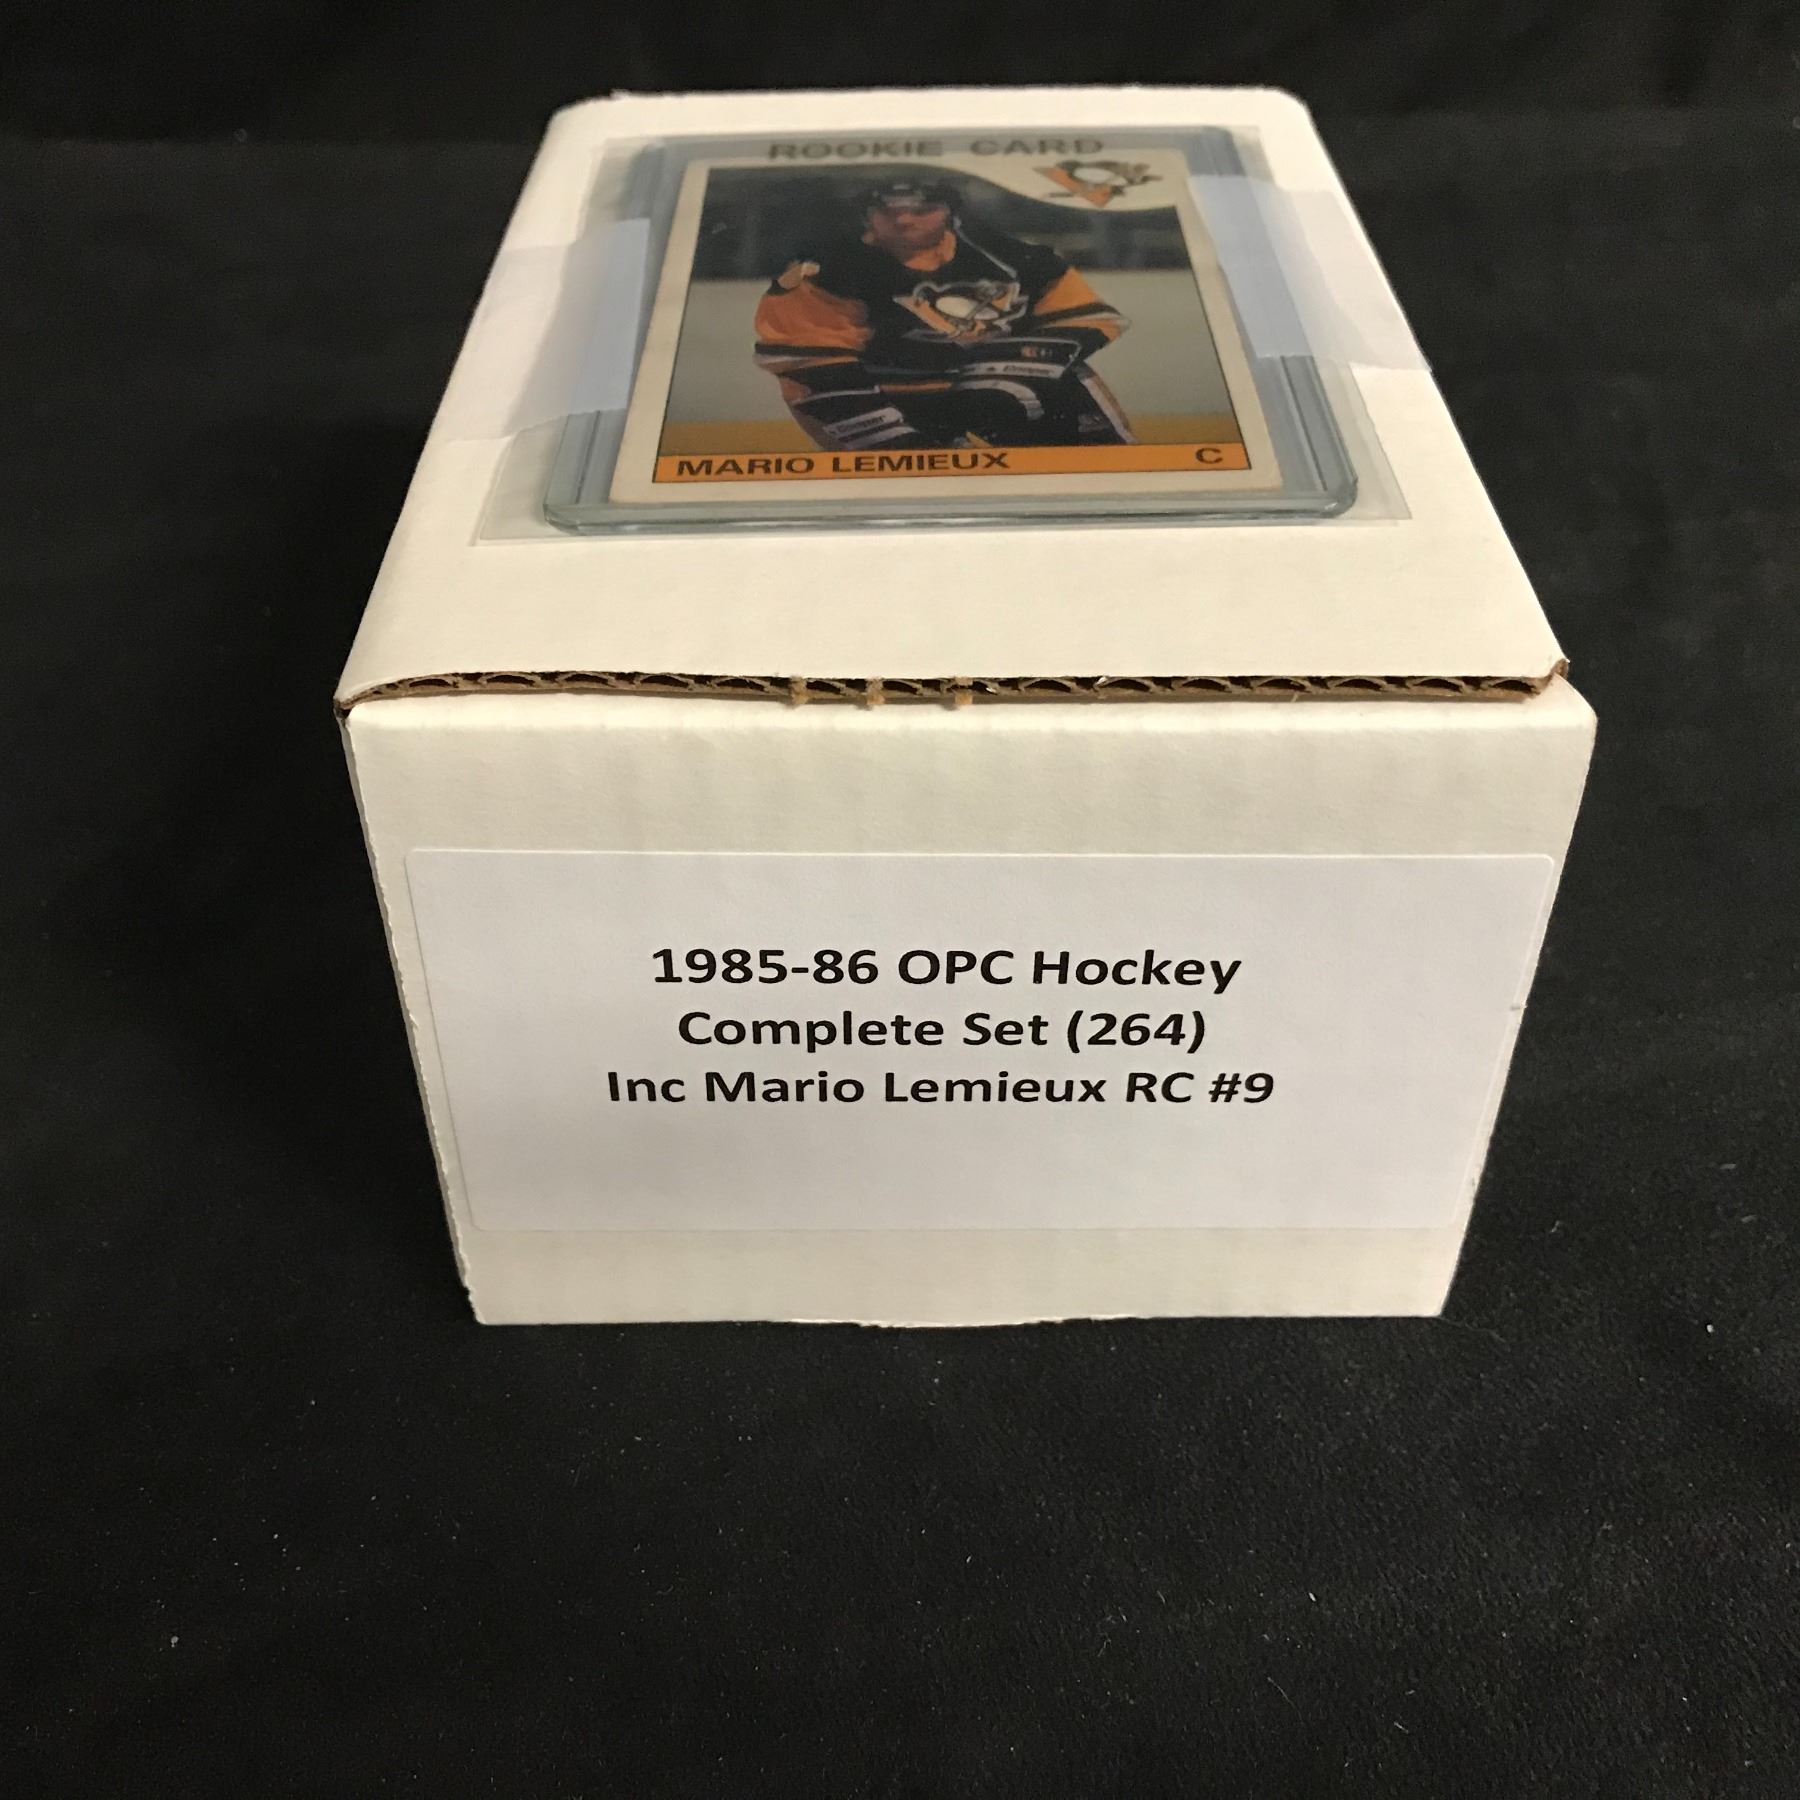 ROOKIE CARD
MARIO LEMIEUX C
1985-86 OPC Hockey
Complete Set (264)
Inc Mario Lemieux RC #9